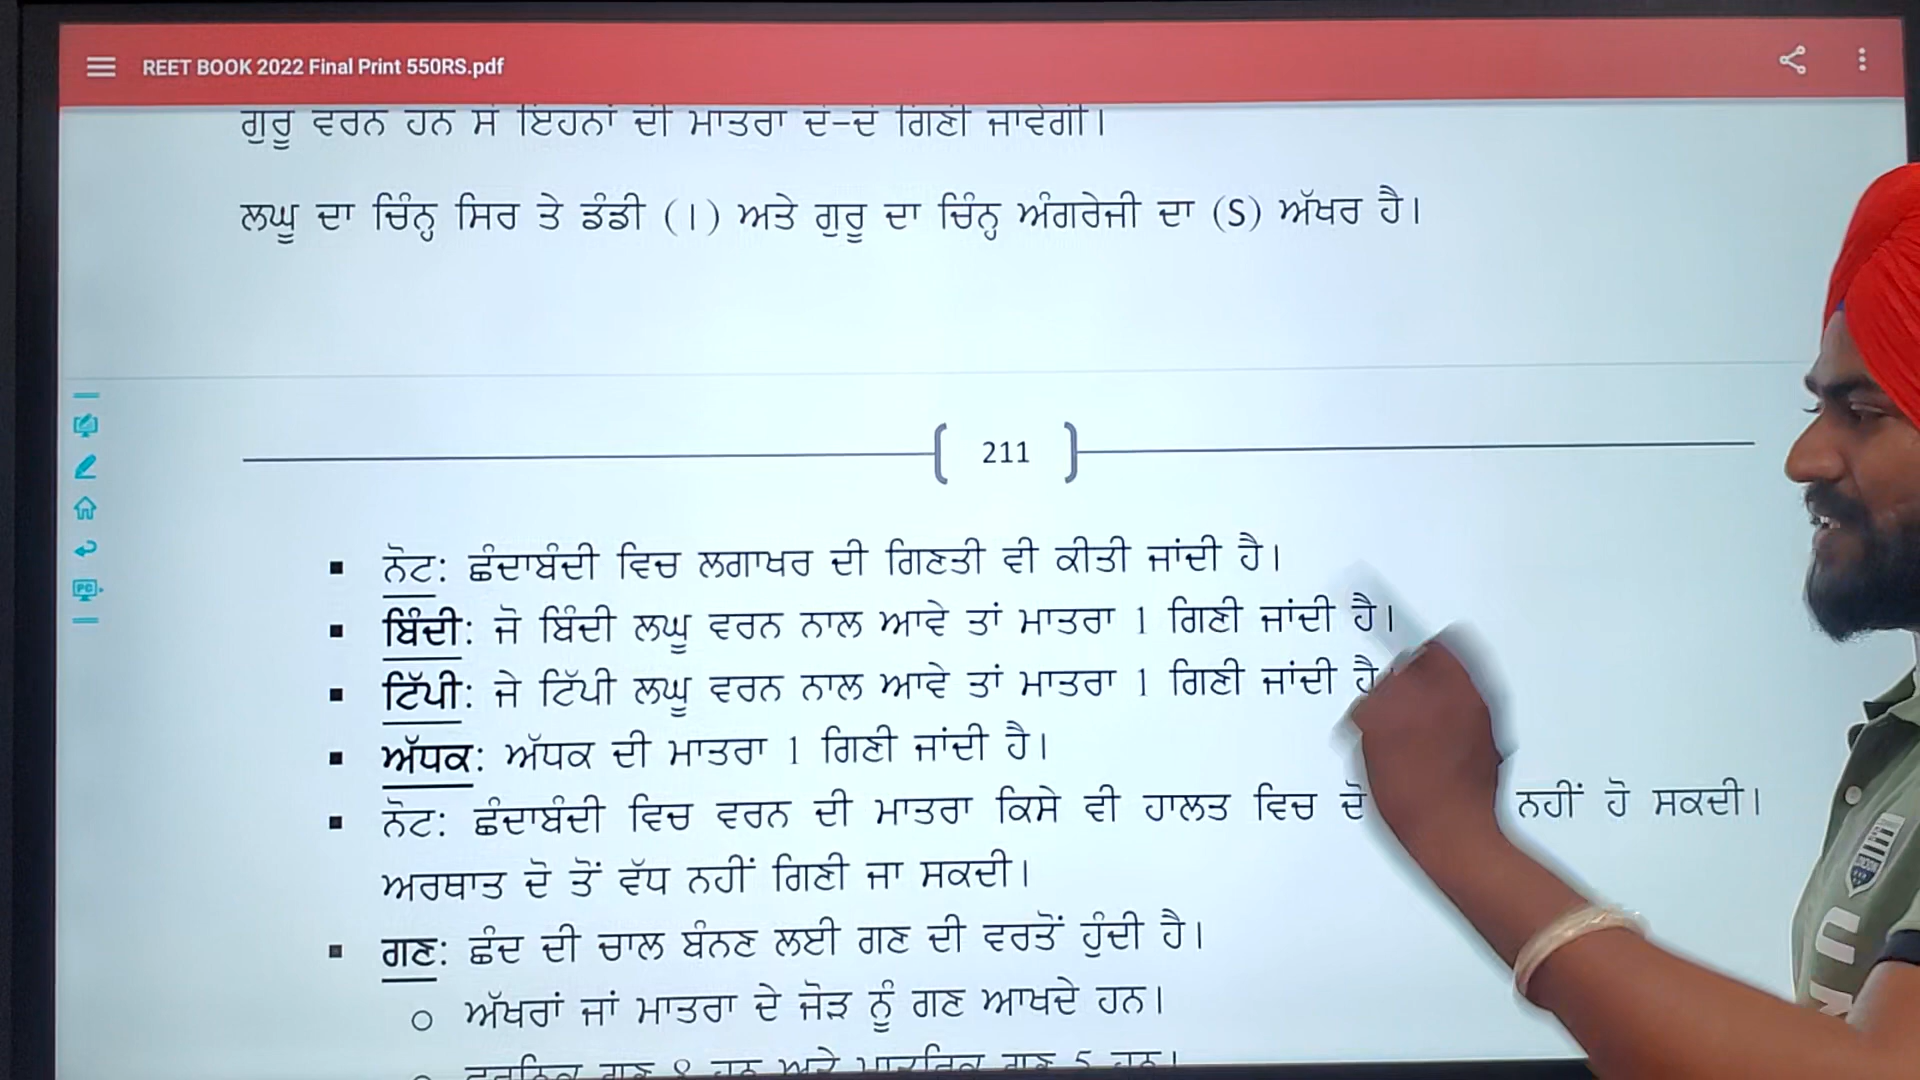 REET BOOK 2022 Final Print 550RS.pdf
ਗੁਰੂ ਵਰਨ ਹਨ ਸੋ ਇਹਨਾਂ ਦੀ ਮਾਤਰਾ ਦੋ-ਦੋ ਗਿਣੀ ਜਾਵੇਗੀ।
ਲਘੂ ਦਾ ਚਿੰਨ੍ਹ ਸਿਰ ਤੇ ਡੰਡੀ (।) ਅਤੇ ਗੁਰੂ ਦਾ ਚਿੰਨ੍ਹ ਅੰਗਰੇਜੀ ਦਾ (S) ਅੱਖਰ ਹੈ।
211
▪ ਨੋਟ: ਛੰਦਾਬੰਦੀ ਵਿਚ ਲਗਾਖਰ ਦੀ ਗਿਣਤੀ ਵੀ ਕੀਤੀ ਜਾਂਦੀ ਹੈ।
▪ ਬਿੰਦੀ: ਜੋ ਬਿੰਦੀ ਲਘੂ ਵਰਨ ਨਾਲ ਆਵੇ ਤਾਂ ਮਾਤਰਾ 1 ਗਿਣੀ ਜਾਂਦੀ ਹੈ।
▪ ਟਿੱਪੀ: ਜੇ ਟਿੱਪੀ ਲਘੂ ਵਰਨ ਨਾਲ ਆਵੇ ਤਾਂ ਮਾਤਰਾ 1 ਗਿਣੀ ਜਾਂਦੀ ਹੈ
▪ ਅੱਧਕ: ਅੱਧਕ ਦੀ ਮਾਤਰਾ 1 ਗਿਣੀ ਜਾਂਦੀ ਹੈ।
▪ ਨੋਟ: ਛੰਦਾਬੰਦੀ ਵਿਚ ਵਰਨ ਦੀ ਮਾਤਰਾ ਕਿਸੇ ਵੀ ਹਾਲਤ ਵਿਚ ਦੋ ਨਹੀਂ ਹੋ ਸਕਦੀ।
ਅਰਥਾਤ ਦੋ ਤੋਂ ਵੱਧ ਨਹੀਂ ਗਿਣੀ ਜਾ ਸਕਦੀ।
▪ ਗਣ: ਛੰਦ ਦੀ ਚਾਲ ਬੰਨਣ ਲਈ ਗਣ ਦੀ ਵਰਤੋਂ ਹੁੰਦੀ ਹੈ।
○ ਅੱਖਰਾਂ ਜਾਂ ਮਾਤਰਾ ਦੇ ਜੋੜ ਨੂੰ ਗਣ ਆਖਦੇ ਹਨ।